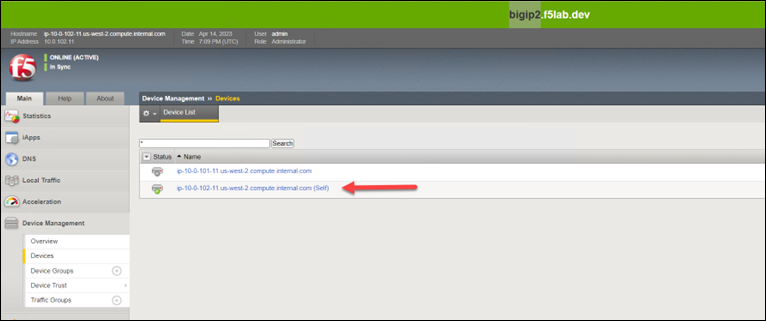 bigip2.f5lab.dev
Hostname ip-10-0-102-11.us-west-2.compute.internal.com Date Apr 14, 2023 User admin
IP Address 10.0.102.11 Time 7:09 PM (UTC) Role Administrator
f5
ONLINE (ACTIVE)
In Sync
Main Help About
Device Management » Devices
Statistics
Device List
iApps
* Search
DNS
Status Name
Local Traffic
ip-10-0-101-11.us-west-2.compute.internal.com
ip-10-0-102-11.us-west-2.compute.internal.com (Self)
Acceleration
Device Management
Overview
Devices
Device Groups
Device Trust
Traffic Groups